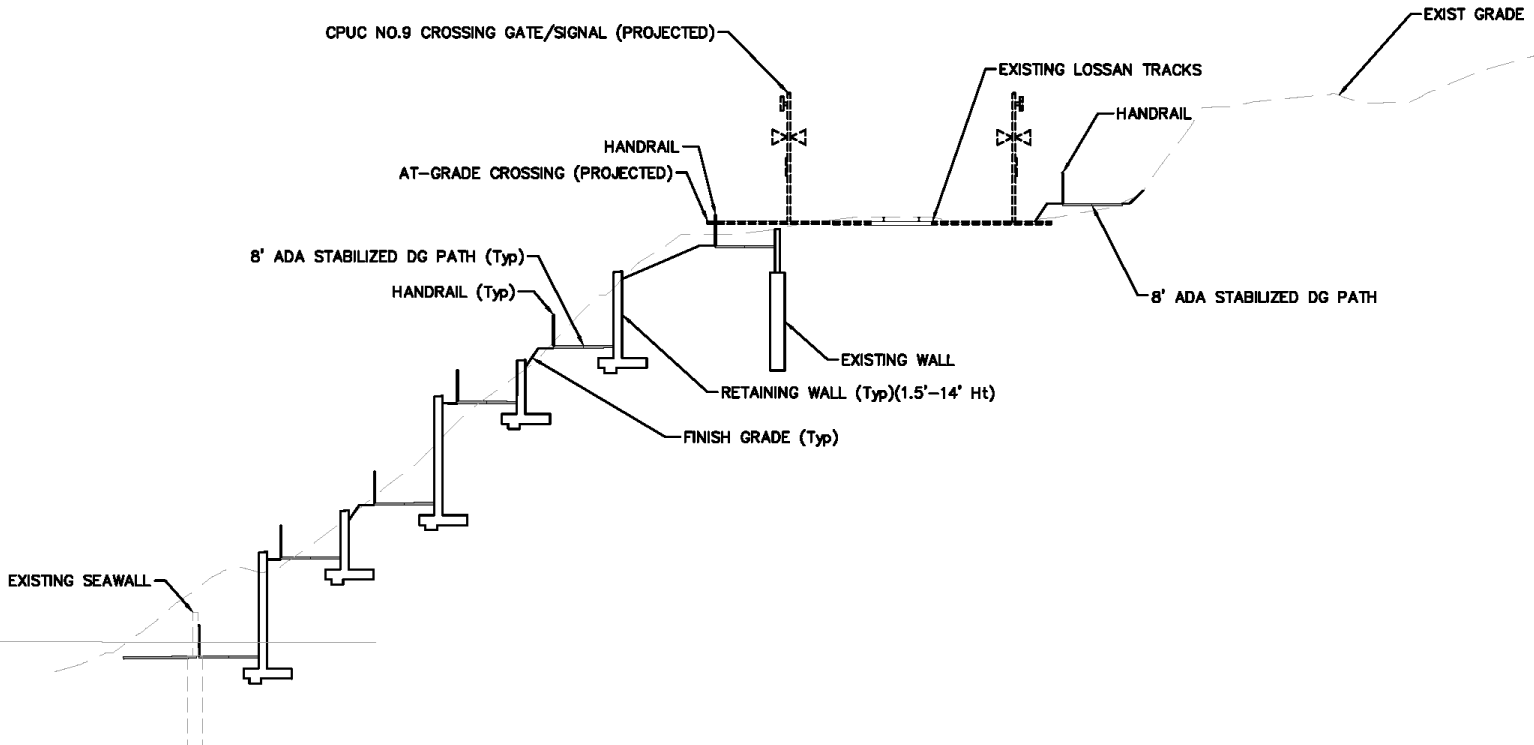 EXIST GRADE
CPUC NO.9 CROSSING GATE/SIGNAL (PROJECTED)
EXISTING LOSSAN TRACKS
HANDRAIL
HANDRAIL
AT-GRADE CROSSING (PROJECTED)
8' ADA STABILIZED DG PATH (Typ)
HANDRAIL (Typ)
8' ADA STABILIZED DG PATH
EXISTING WALL
RETAINING WALL (Typ)(1.5'-14' Ht)
FINISH GRADE (Typ)
EXISTING SEAWALL